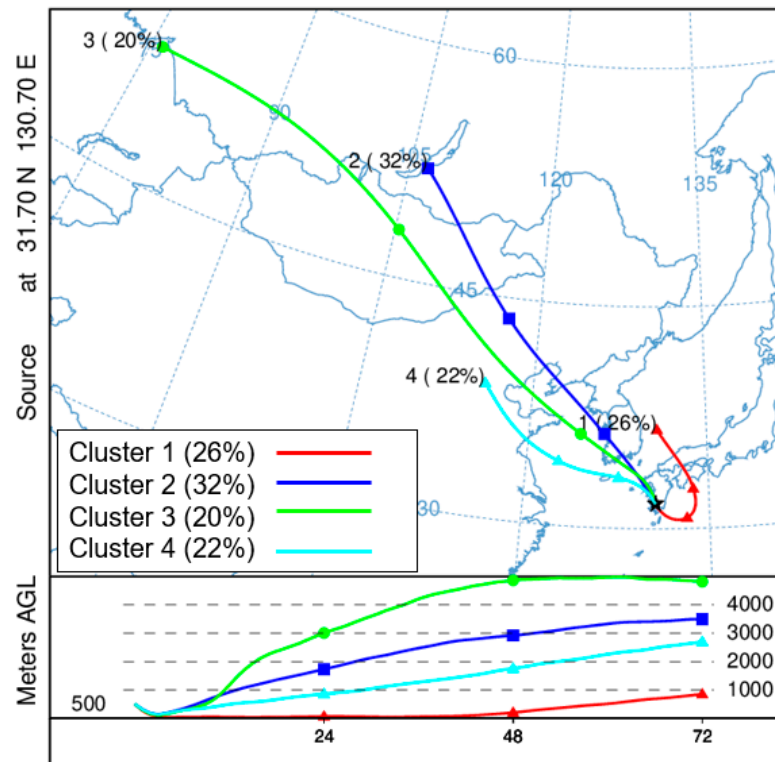 3 ( 20%)
75
60
90
2 ( 32%)
105
120
135
45
4 ( 22%)
1 ( 26%)
30
Source at 31.70 N 130.70 E
Cluster 1 (26%)
Cluster 2 (32%)
Cluster 3 (20%)
Cluster 4 (22%)
Meters AGL
4000
3000
2000
1000
500
24 48 72